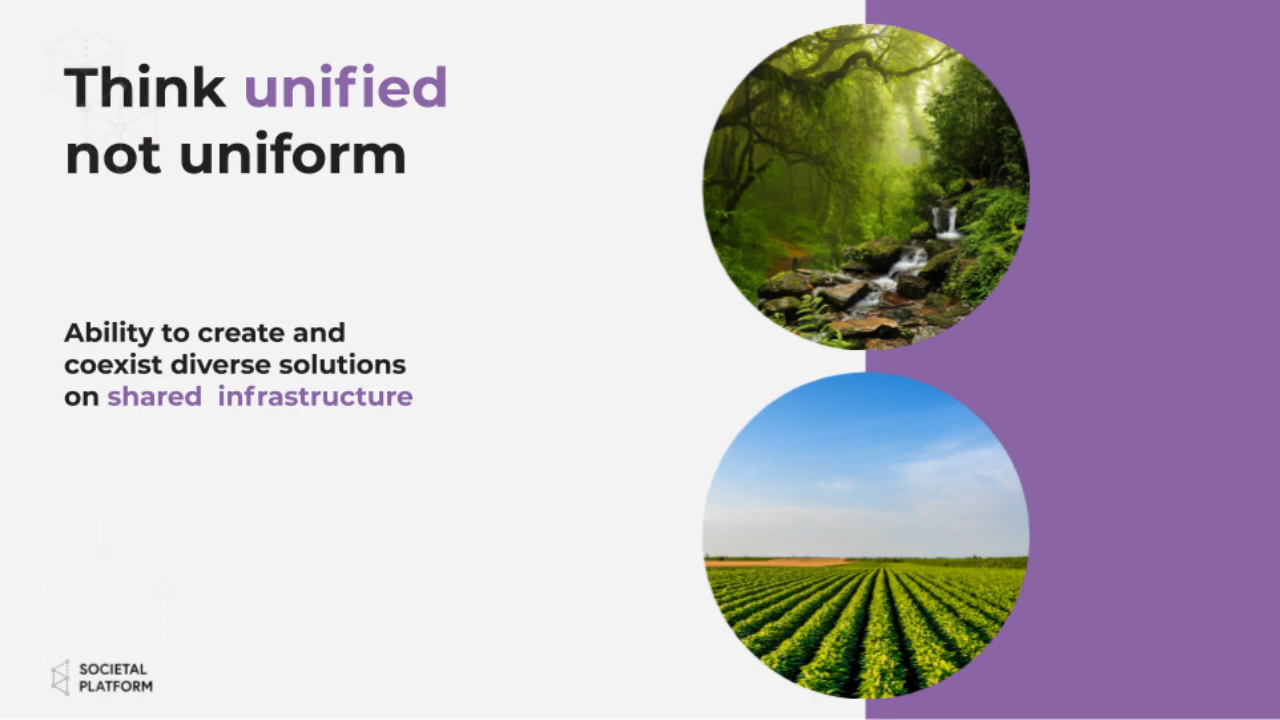 Think unified
not uniform
Ability to create and
coexist diverse solutions
on shared  infrastructure
SOCIETAL
PLATFORM